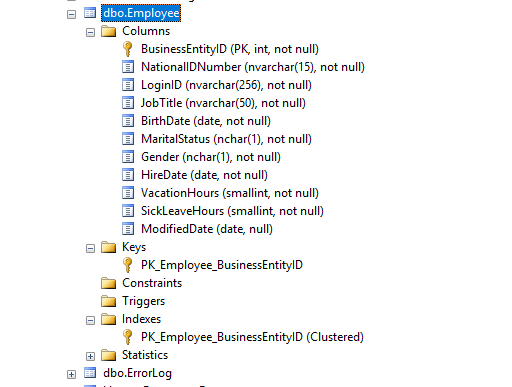 dbo.Employee
Columns
BusinessEntityID (PK, int, not null)
NationalIDNumber (nvarchar(15), not null)
LoginID (nvarchar(256), not null)
JobTitle (nvarchar(50), not null)
BirthDate (date, not null)
MaritalStatus (nchar(1), not null)
Gender (nchar(1), not null)
HireDate (date, not null)
VacationHours (smallint, not null)
SickLeaveHours (smallint, not null)
ModifiedDate (date, null)
Keys
PK_Employee_BusinessEntityID
Constraints
Triggers
Indexes
PK_Employee_BusinessEntityID (Clustered)
Statistics
dbo.ErrorLog